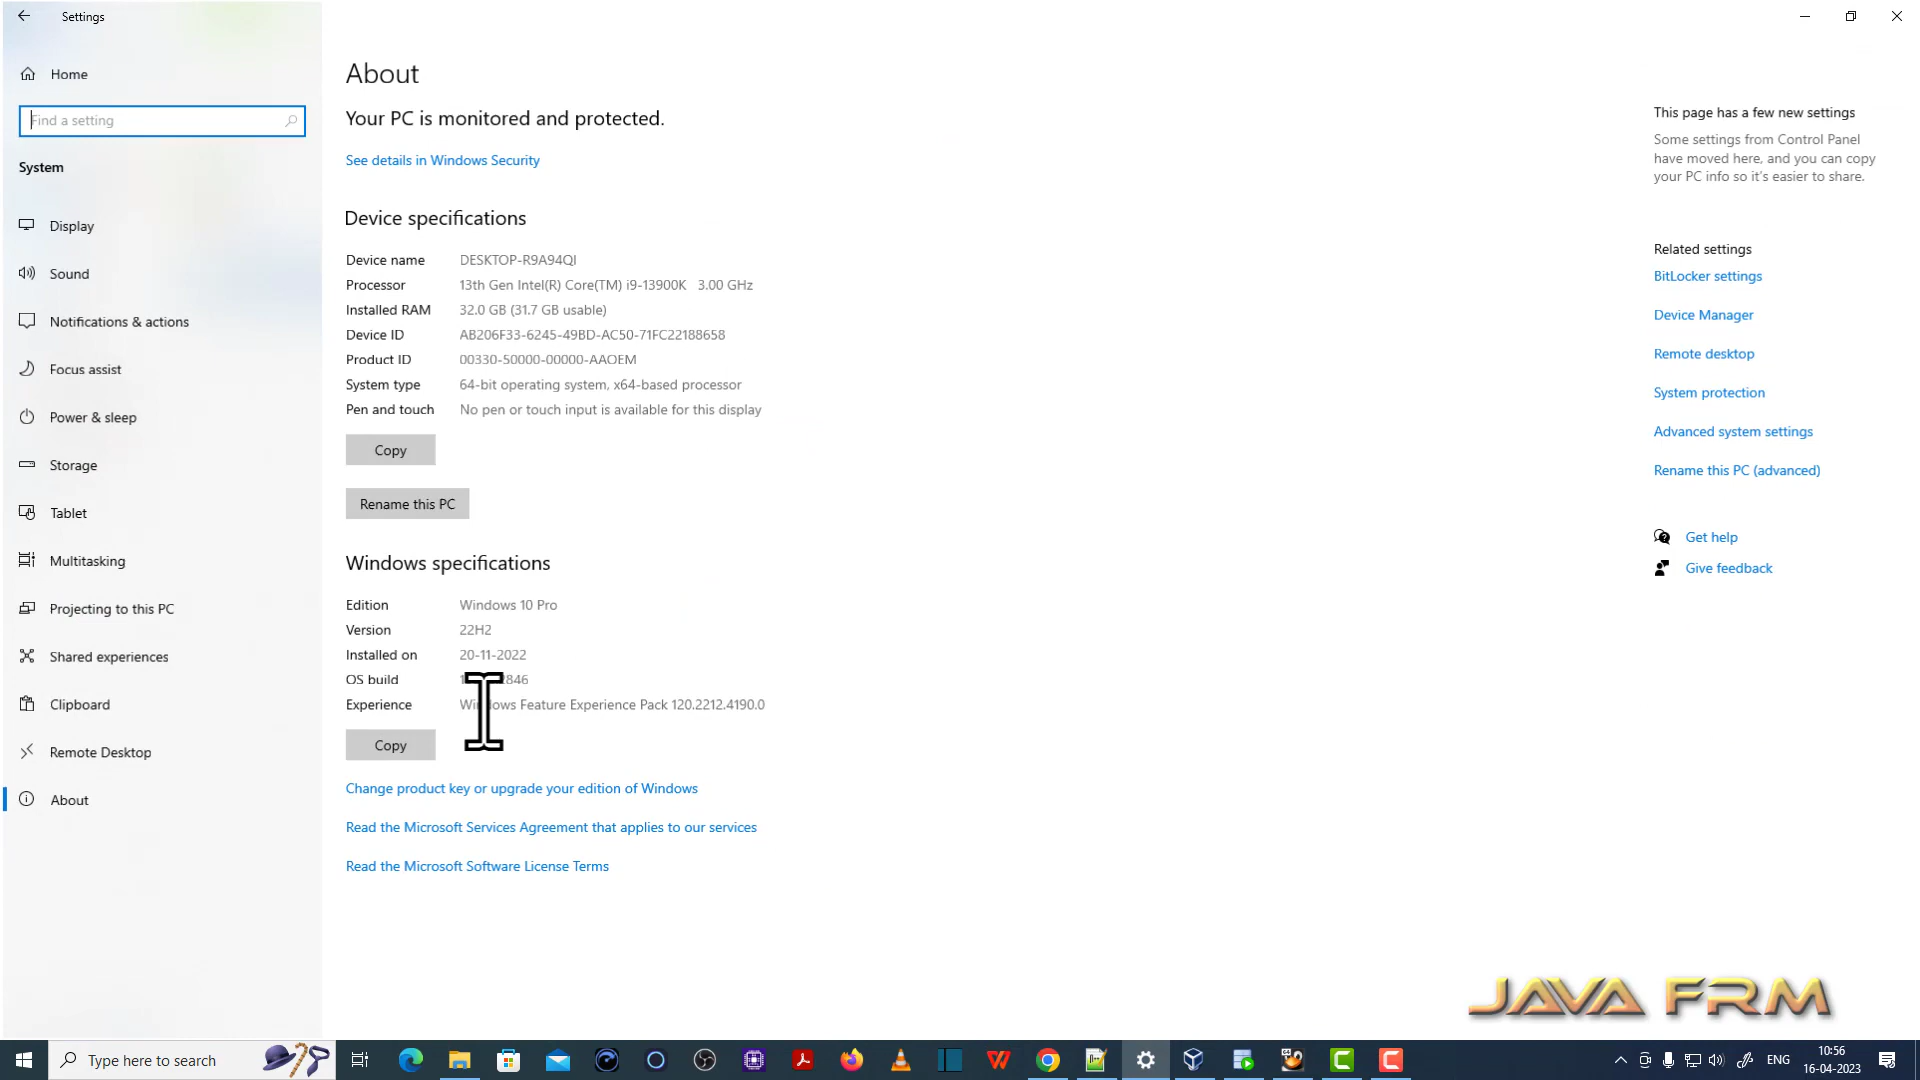 Settings
Home
Find a setting
System
Display
Sound
Notifications & actions
Focus assist
Power & sleep
Storage
Tablet
Multitasking
Projecting to this PC
Shared experiences
Clipboard
Remote Desktop
About
About
Your PC is monitored and protected.
See details in Windows Security
Device specifications
Device name DESKTOP-R9A94QI
Processor 13th Gen Intel(R) Core(TM) i9-13900K 3.00 GHz
Installed RAM 32.0 GB (31.7 GB usable)
Device ID AB206F33-6245-49BD-AC50-71FC22188658
Product ID 00330-50000-00000-AAOEM
System type 64-bit operating system, x64-based processor
Pen and touch No pen or touch input is available for this display
Copy
Rename this PC
Windows specifications
Edition Windows 10 Pro
Version 22H2
Installed on 20-11-2022
OS build
Experience Windows Feature Experience Pack 120.2212.4190.0
Copy
Change product key or upgrade your edition of Windows
Read the Microsoft Services Agreement that applies to our services
Read the Microsoft Software License Terms
This page has a few new settings
Some settings from Control Panel
have moved here, and you can copy
your PC info so it's easier to share.
Related settings
BitLocker settings
Device Manager
Remote desktop
System protection
Advanced system settings
Rename this PC (advanced)
Get help
Give feedback
JAVA FRM
Type here to search
ENG
10:56
16-04-2023